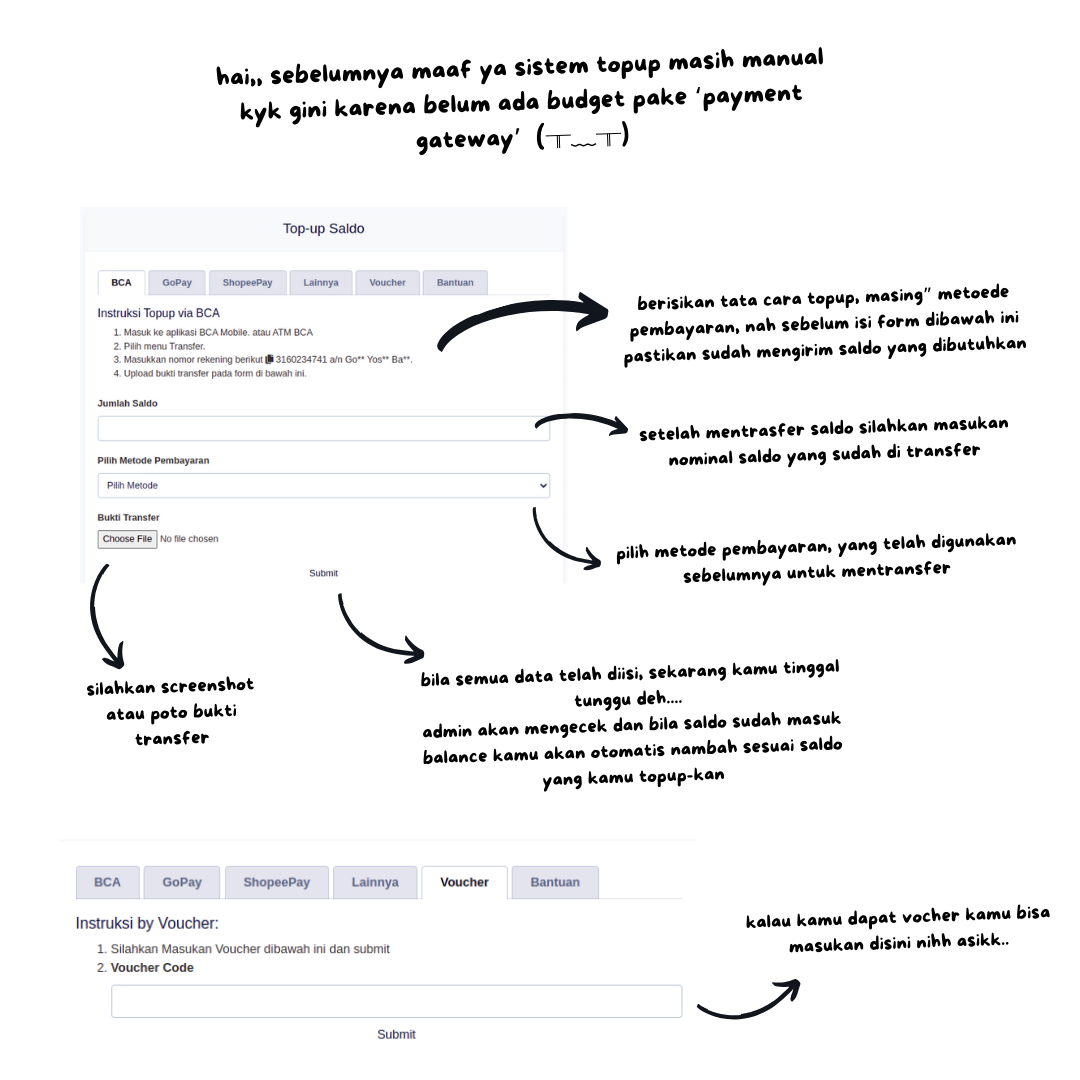 hai,, sebelumnya maaf ya sistem topup masih manual
kyk gini karena belum ada budget pake 'payment
gateway' (╥﹏╥)
Top-up Saldo
BCA GoPay ShopeePay Lainnya Voucher Bantuan
Instruksi Topup via BCA
1. Masuk ke aplikasi BCA Mobile. atau ATM BCA
2. Pilih menu Transfer.
3. Masukkan nomor rekening berikut 3160234741 a/n Go** Yos** Ba**.
4. Upload bukti transfer pada form di bawah ini.
berisikan tata cara topup, masing" metoede
pembayaran, nah sebelum isi form dibawah ini
pastikan sudah mengirim saldo yang dibutuhkan
Jumlah Saldo
setelah mentrasfer saldo silahkan masukan
nominal saldo yang sudah di transfer
Pilih Metode Pembayaran
Pilih Metode
Bukti Transfer
Choose File No file chosen
pilih metode pembayaran, yang telah digunakan
sebelumnya untuk mentransfer
Submit
silahkan screenshot
atau poto bukti
transfer
bila semua data telah diisi, sekarang kamu tinggal
tunggu deh....
admin akan mengecek dan bila saldo sudah masuk
balance kamu akan otomatis nambah sesuai saldo
yang kamu topup-kan
BCA GoPay ShopeePay Lainnya Voucher Bantuan
Instruksi by Voucher:
1. Silahkan Masukan Voucher dibawah ini dan submit
2. Voucher Code
kalau kamu dapat vocher kamu bisa
masukan disini nihh asikk..
Submit